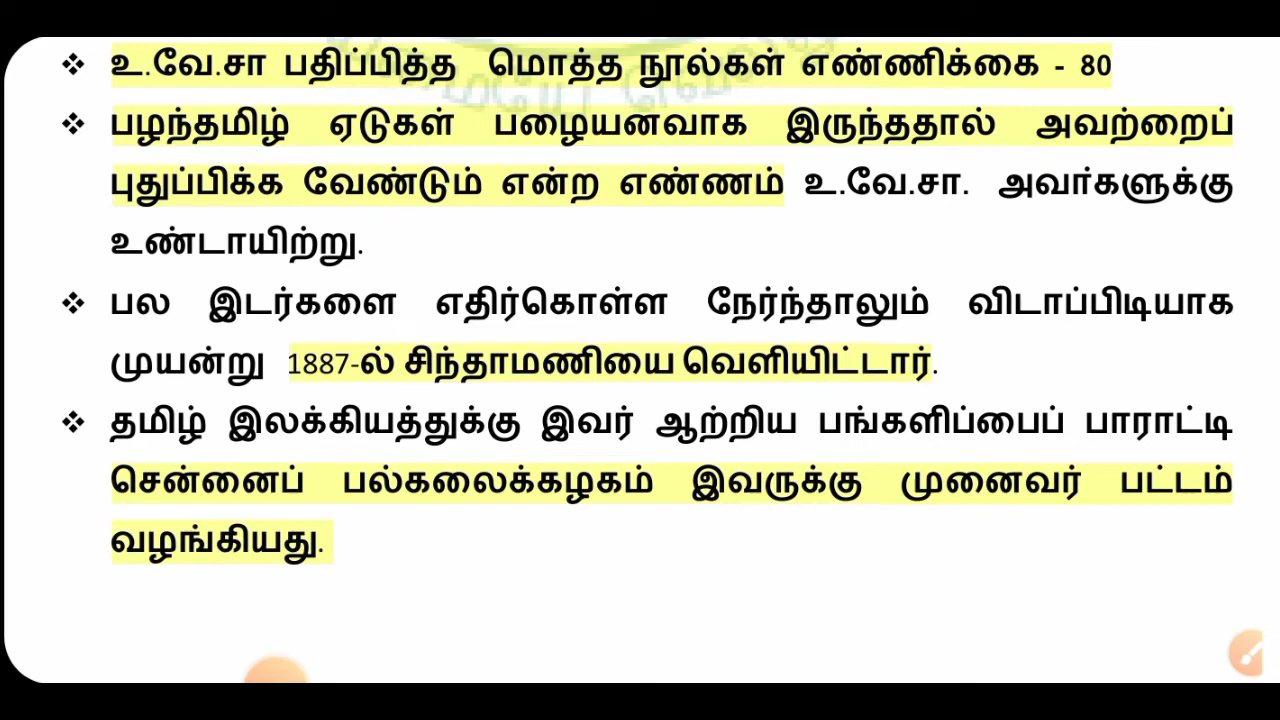 ❖ உ.வே.சா பதிப்பித்த மொத்த நூல்கள் எண்ணிக்கை - 80
❖ பழந்தமிழ் ஏடுகள் பழையனவாக இருந்ததால் அவற்றைப்
புதுப்பிக்க வேண்டும் என்ற எண்ணம் உ.வே.சா. அவர்களுக்கு
உண்டாயிற்று.
❖ பல இடர்களை எதிர்கொள்ள நேர்ந்தாலும் விடாப்பிடியாக
முயன்று 1887-ல் சிந்தாமணியை வெளியிட்டார்.
❖ தமிழ் இலக்கியத்துக்கு இவர் ஆற்றிய பங்களிப்பைப் பாராட்டி
சென்னைப் பல்கலைக்கழகம் இவருக்கு முனைவர் பட்டம்
வழங்கியது.